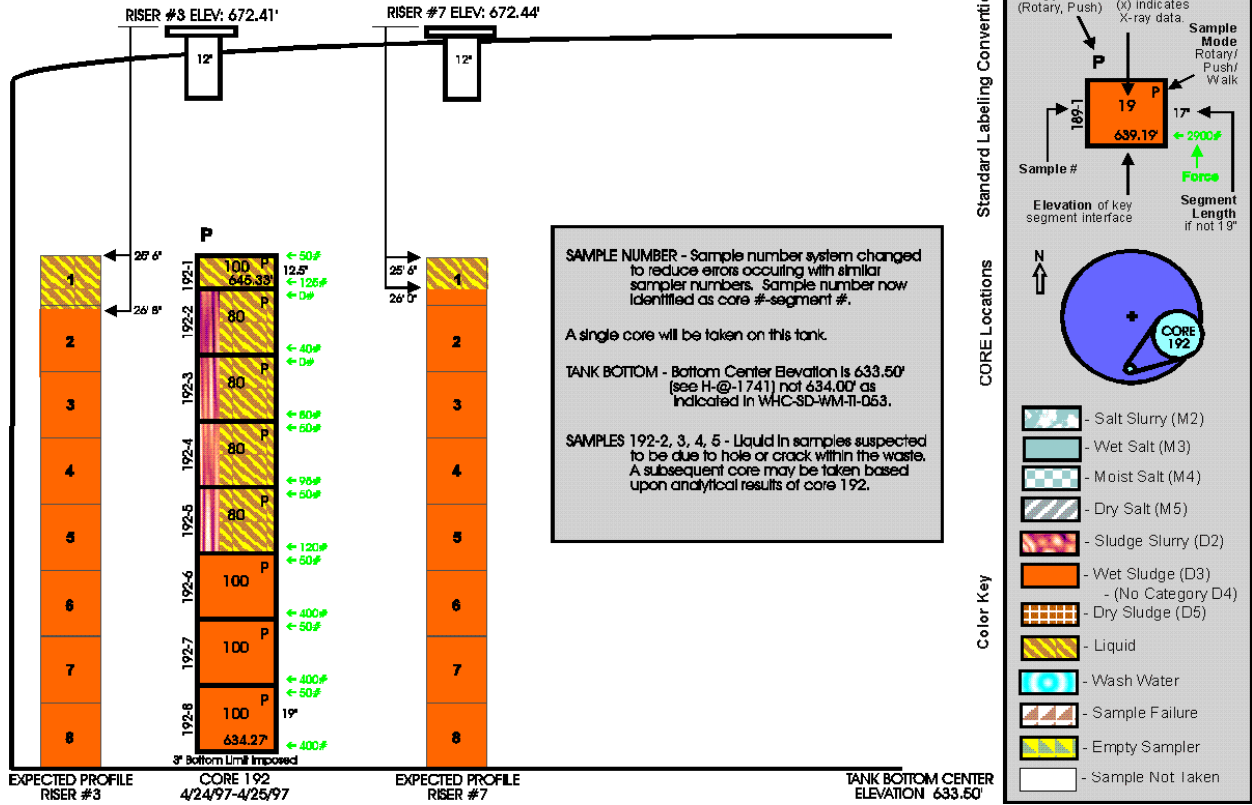 RISER #3 ELEV: 672.41'
RISER #7 ELEV: 672.44'
12"
12"
P
25' 6"
26' 8"
1
2
3
4
5
6
7
8
192-1
100 P
645.33'
12.5"
← 50#
← 125#
192-2
80 P
← 0#
← 40#
192-3
80 P
← 0#
← 60#
192-4
80 P
← 50#
← 95#
192-5
80 P
← 50#
← 120#
192-6
100 P
← 50#
← 400#
192-7
100 P
← 50#
← 400#
192-8
100 P
634.27'
19"
← 50#
← 400#
3" Bottom Limit Imposed
25' 6"
26' 0"
1
2
3
4
5
6
7
8
EXPECTED PROFILE
RISER #3
CORE 192
4/24/97-4/25/97
EXPECTED PROFILE
RISER #7
TANK BOTTOM CENTER
ELEVATION 633.50'
SAMPLE NUMBER - Sample number system changed
to reduce errors occuring with similar
sampler numbers. Sample number now
identified as core #-segment #.
A single core will be taken on this tank.
TANK BOTTOM - Bottom Center Elevation is 633.50'
(see H-@-1741) not 634.00' as
indicated in WHC-SD-WM-TI-053.
SAMPLES 192-2, 3, 4, 5 - Liquid in samples suspected
to be due to hole or crack within the waste.
A subsequent core may be taken based
upon analytical results of core 192.
Standard Labeling Conventio
(Rotary, Push)
(x) indicates
X-ray data.
Sample
Mode
Rotary/
Push/
Walk
P
189-1
19 P
639.19'
17"
← 2900#
Sample #
Force
Elevation of key
segment interface
Segment
Length
if not 19"
CORE Locations
N
CORE
192
Color Key
- Salt Slurry (M2)
- Wet Salt (M3)
- Moist Salt (M4)
- Dry Salt (M5)
- Sludge Slurry (D2)
- Wet Sludge (D3)
- (No Category D4)
- Dry Sludge (D5)
- Liquid
- Wash Water
- Sample Failure
- Empty Sampler
- Sample Not Taken